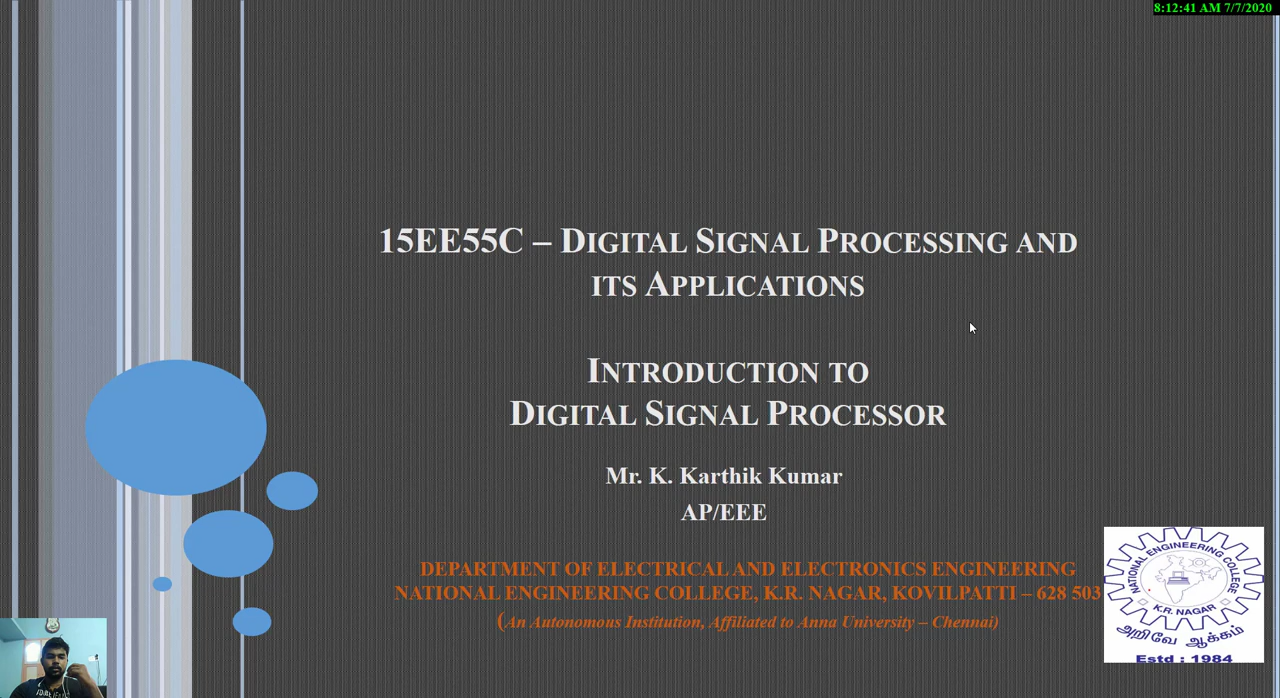 8:12:41 AM 7/7/2020
15EE55C – DIGITAL SIGNAL PROCESSING AND
ITS APPLICATIONS
INTRODUCTION TO
DIGITAL SIGNAL PROCESSOR
Mr. K. Karthik Kumar
AP/EEE
DEPARTMENT OF ELECTRICAL AND ELECTRONICS ENGINEERING
NATIONAL ENGINEERING COLLEGE, K.R. NAGAR, KOVILPATTI – 628 503
(An Autonomous Institution, Affiliated to Anna University – Chennai)
NATIONAL ENGINEERING COLLEGE
K.R. NAGAR
அறிவே ஆக்கம்
Estd : 1984